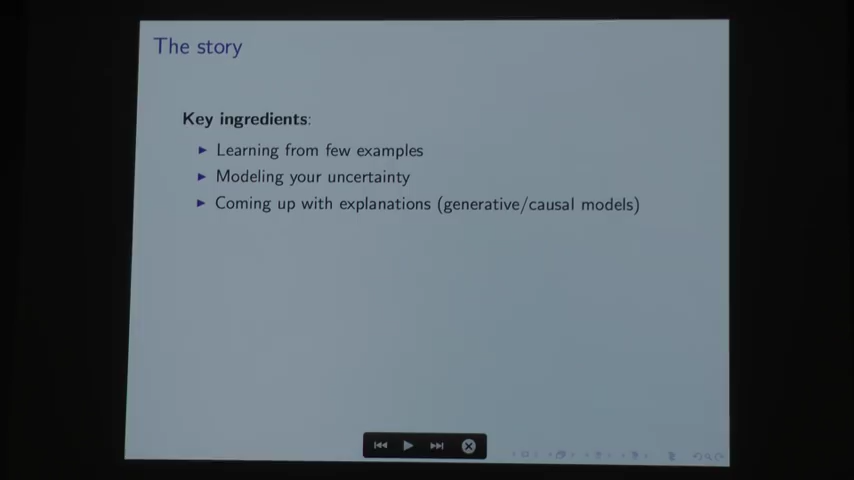 The story
Key ingredients:
Learning from few examples
Modeling your uncertainty
Coming up with explanations (generative/causal models)